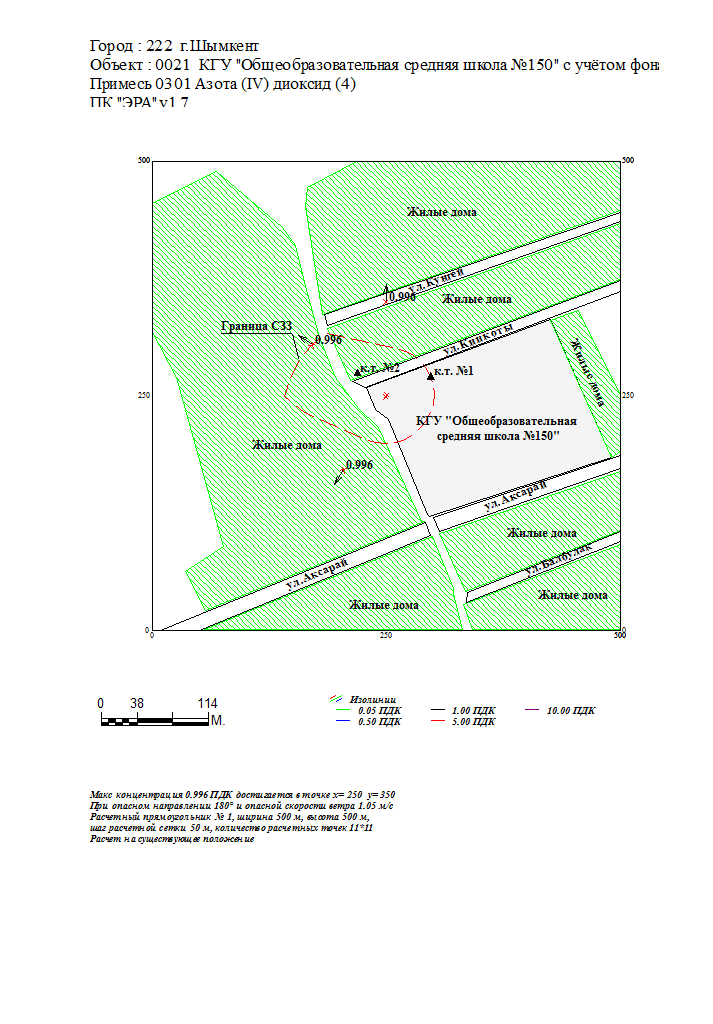 Город : 222 г.Шымкент
Объект : 0021 КГУ "Общеобразовательная средняя школа №150" с учётом фона
Примесь 0301 Азота (IV) диоксид (4)
ПК "ЭРА" v1.7
500
500
Жилые дома
ул.Кунгей
0.996
Жилые дома
Граница СЗЗ
0.996
ул.Кникоты
к.т. №2
к.т. №1
Жилые дома
250
250
КГУ "Общеобразовательная
средняя школа №150"
Жилые дома
0.996
ул.Аксарай
Жилые дома
ул.Балбулак
ул.Аксарай
Жилые дома
Жилые дома
0
0
0
250
500
0 38 114
М.
Изолинии
0.05 ПДК
1.00 ПДК
10.00 ПДК
0.50 ПДК
5.00 ПДК
Макс концентрация 0.996 ПДК достигается в точке x= 250 y= 350
При опасном направлении 180° и опасной скорости ветра 1.05 м/с
Расчетный прямоугольник № 1, ширина 500 м, высота 500 м,
шаг расчетной сетки 50 м, количество расчетных точек 11*11
Расчет на существующее положение